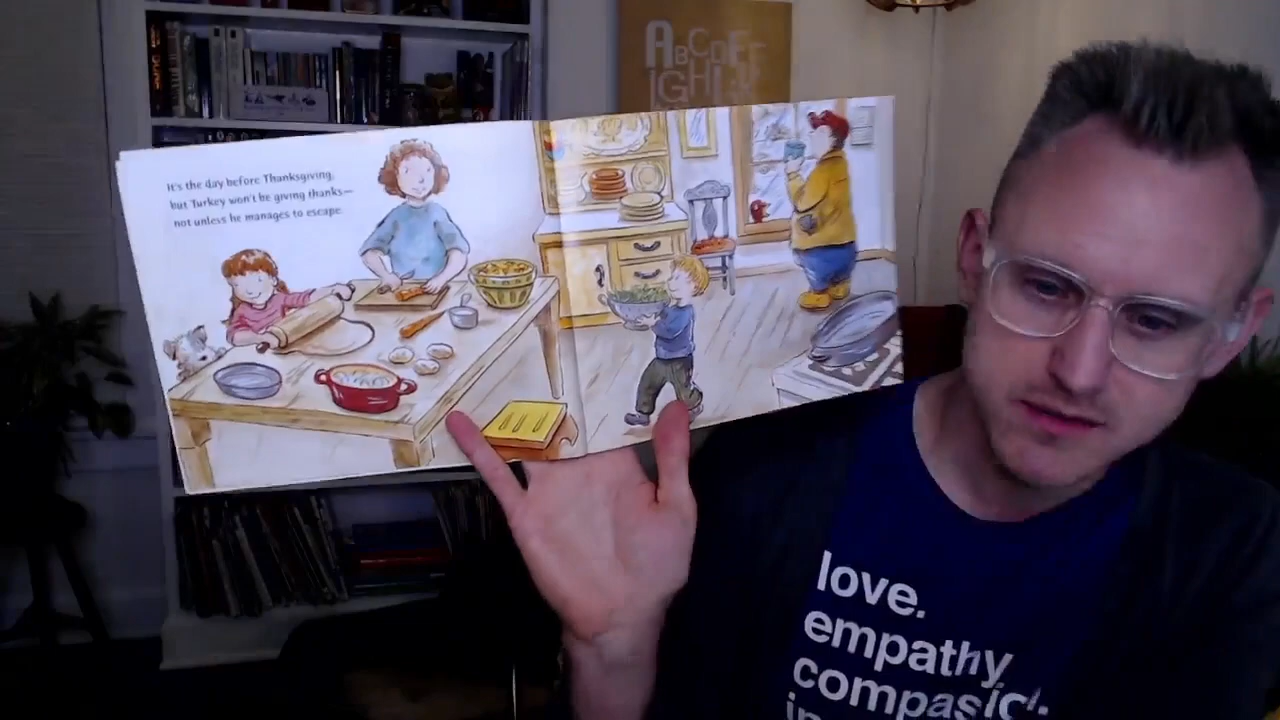 ABCDEF
IGHIJ
It's the day before Thanksgiving,
but Turkey won't be giving thanks—
not unless he manages to escape.
love.
empathy